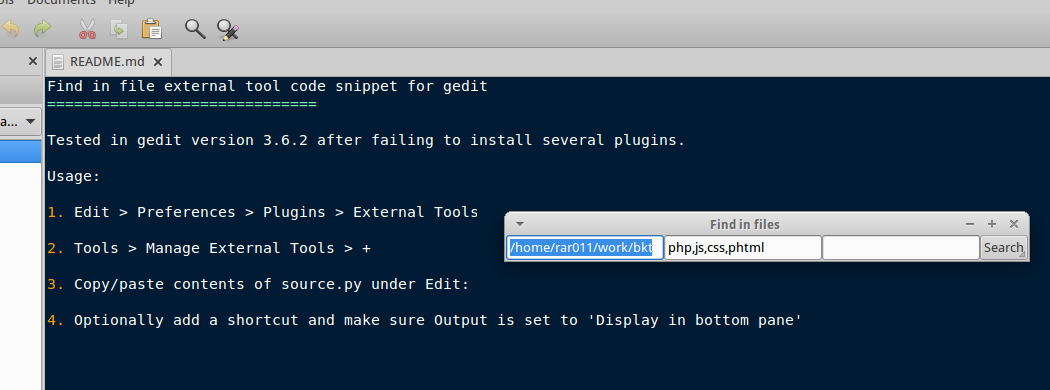 Documents Help
README.md
a...
Find in file external tool code snippet for gedit
==============================
Tested in gedit version 3.6.2 after failing to install several plugins.
Usage:
1. Edit > Preferences > Plugins > External Tools
2. Tools > Manage External Tools > +
3. Copy/paste contents of source.py under Edit:
4. Optionally add a shortcut and make sure Output is set to 'Display in bottom pane'
Find in files
/home/rar011/work/bkt
php,js,css,phtml
Search